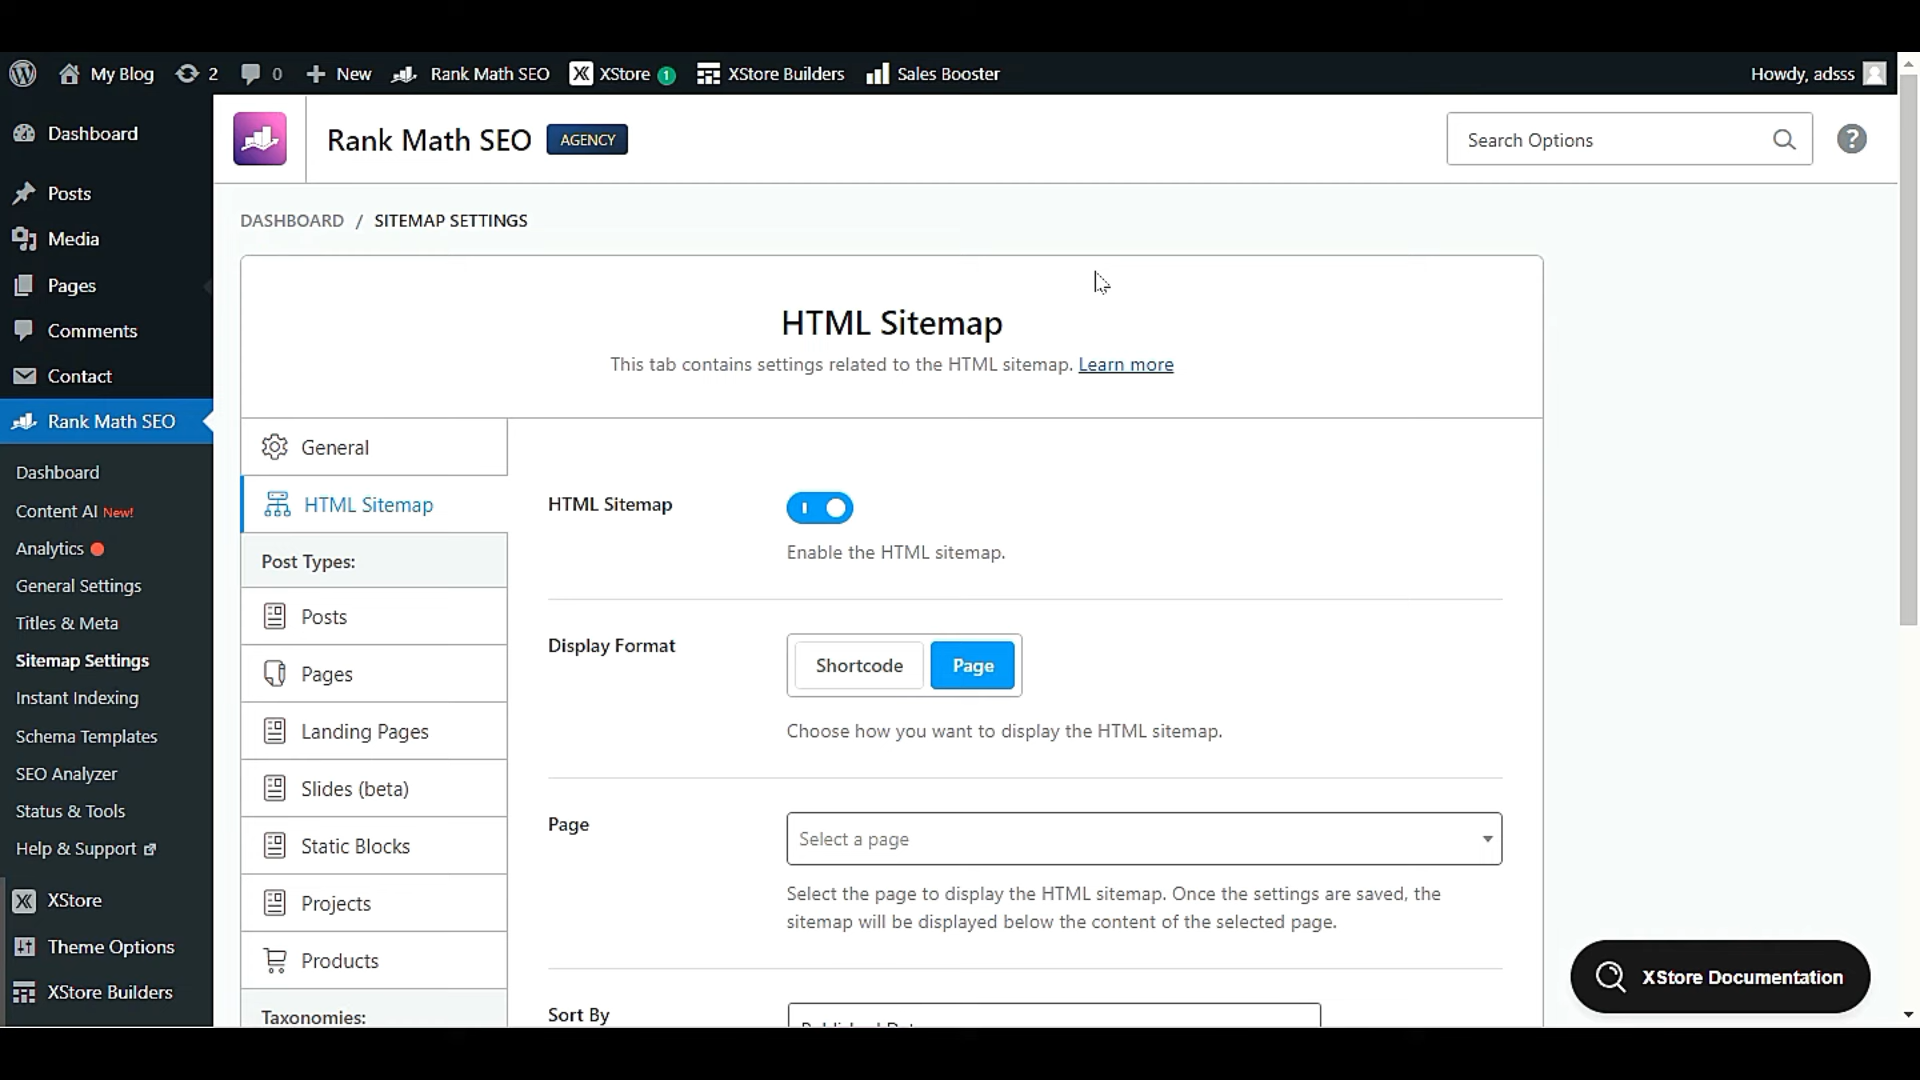 My Blog 2 0 New Rank Math SEO XStore 1 XStore Builders Sales Booster Howdy, adsss
Dashboard
Posts
Media
Pages
Comments
Contact
Rank Math SEO
Dashboard
Content AI New!
Analytics
General Settings
Titles & Meta
Sitemap Settings
Instant Indexing
Schema Templates
SEO Analyzer
Status & Tools
Help & Support
XStore
Theme Options
XStore Builders
Rank Math SEO AGENCY
Search Options
?
DASHBOARD / SITEMAP SETTINGS
HTML Sitemap
This tab contains settings related to the HTML sitemap. Learn more
General
HTML Sitemap
Post Types:
Posts
Pages
Landing Pages
Slides (beta)
Static Blocks
Projects
Products
Taxonomies:
HTML Sitemap
Enable the HTML sitemap.
Display Format
Shortcode Page
Choose how you want to display the HTML sitemap.
Page
Select a page
Select the page to display the HTML sitemap. Once the settings are saved, the
sitemap will be displayed below the content of the selected page.
Sort By
XStore Documentation